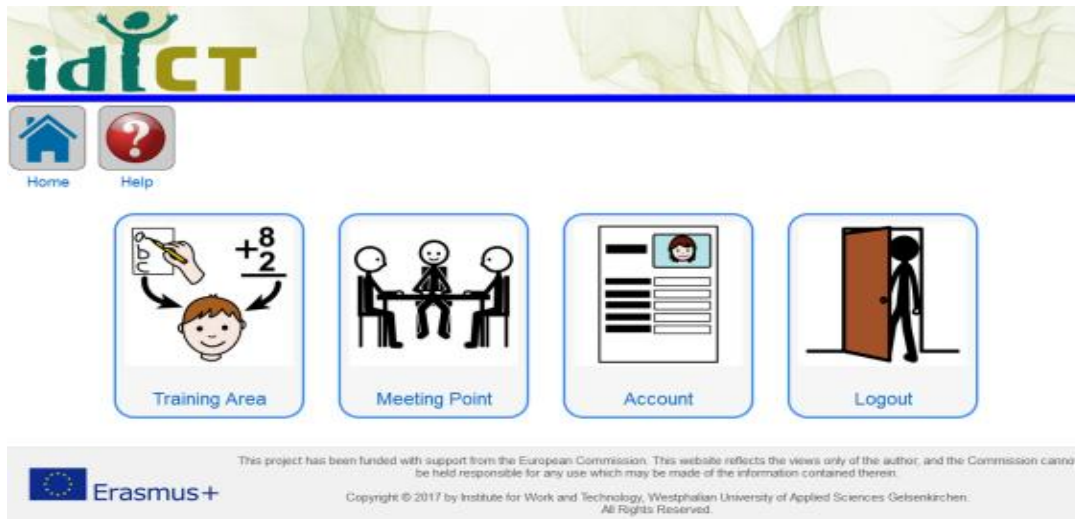 idICT
Home
Help
b
c
+8
2
Training Area
Meeting Point
Account
Logout
Erasmus+
This project has been funded with support from the European Commission. This website reflects the views only of the author, and the Commission canno
be held responsible for any use which may be made of the information contained therein.
Copyright © 2017 by Institute for Work and Technology, Westphalian University of Applied Sciences Gelsenkirchen.
All Rights Reserved.